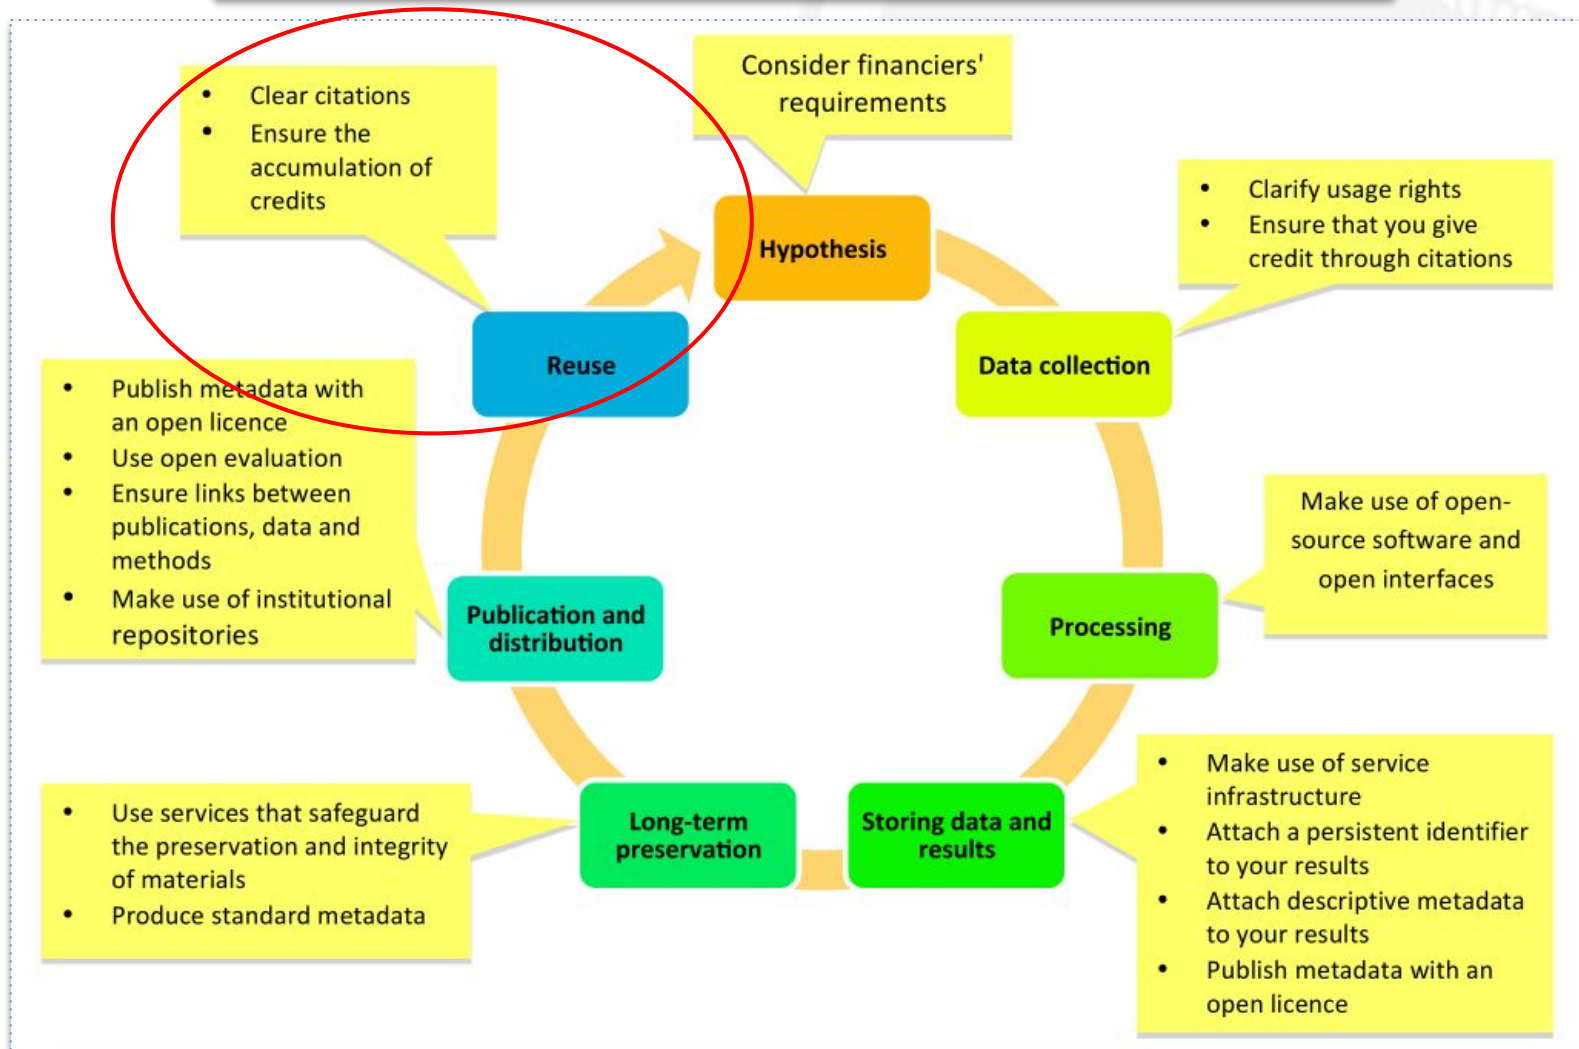 Consider financiers'
requirements
• Clear citations
• Ensure the
accumulation of
credits
Hypothesis
• Clarify usage rights
• Ensure that you give
credit through citations
Data collection
Reuse
• Publish metadata with
an open licence
• Use open evaluation
• Ensure links between
publications, data and
methods
• Make use of institutional
repositories
Make use of open-
source software and
open interfaces
Publication and
distribution
Processing
• Use services that safeguard
the preservation and integrity
of materials
• Produce standard metadata
Long-term
preservation
Storing data and
results
• Make use of service
infrastructure
• Attach a persistent identifier
to your results
• Attach descriptive metadata
to your results
• Publish metadata with an
open licence